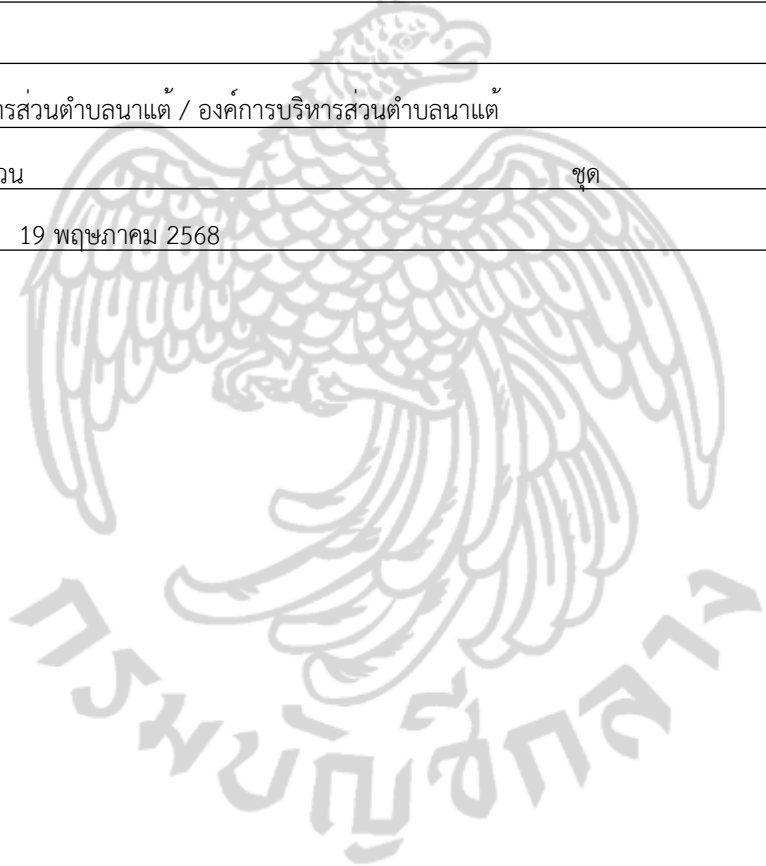 รส่วนตำบลนาแต้ / องค์การบริหารส่วนตำบลนาแต้
วน ชุด
19 พฤษภาคม 2568
กรมบัญชีกลาง